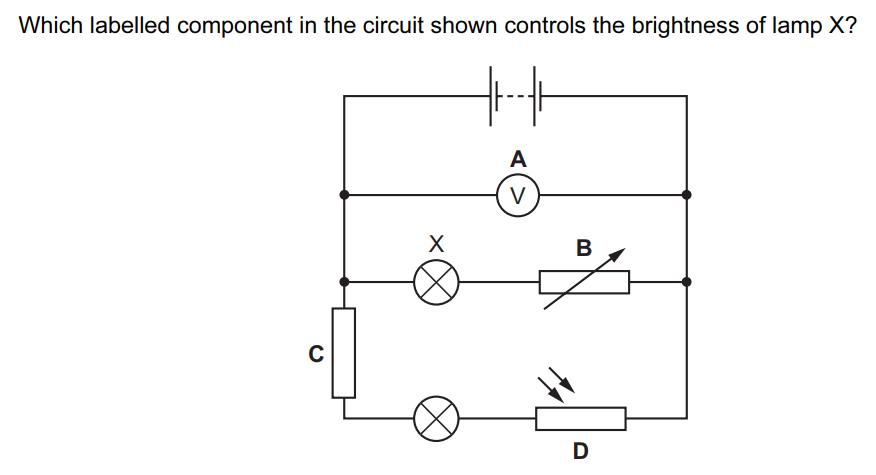 Which labelled component in the circuit shown controls the brightness of lamp X?
A
V
X
B
C
D